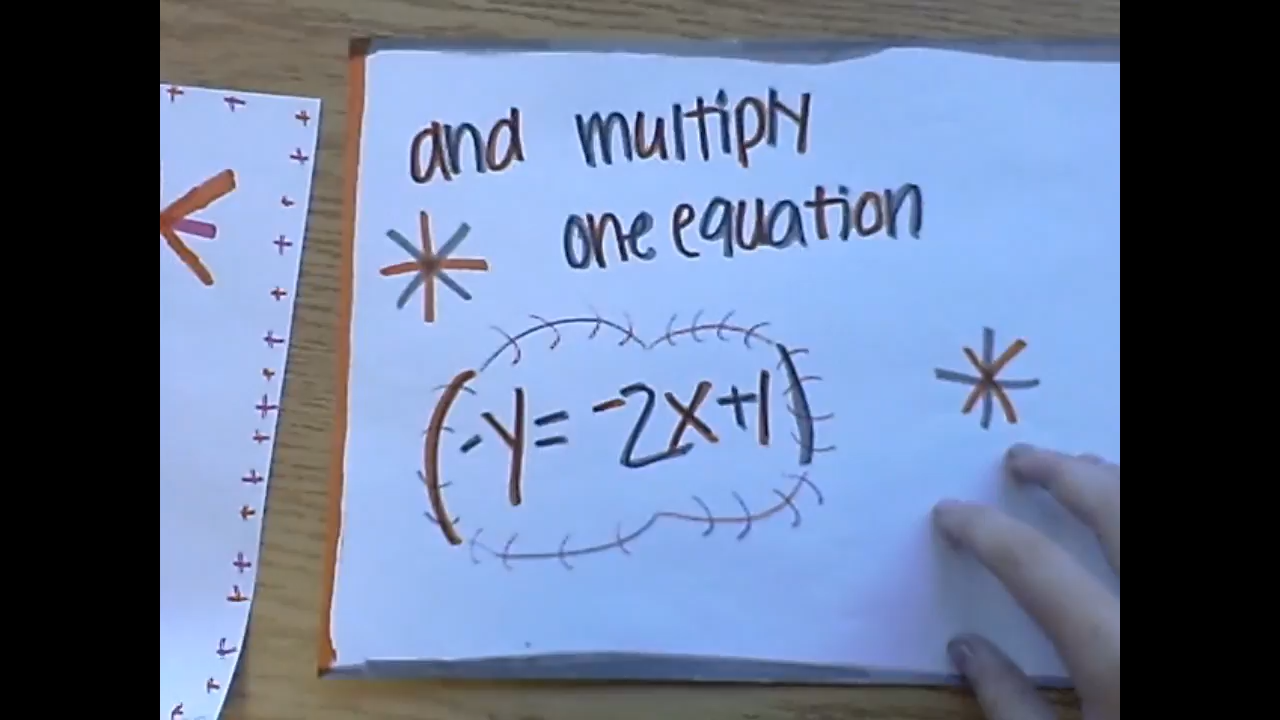 and multiply
one equation
(-y = -2x+1)